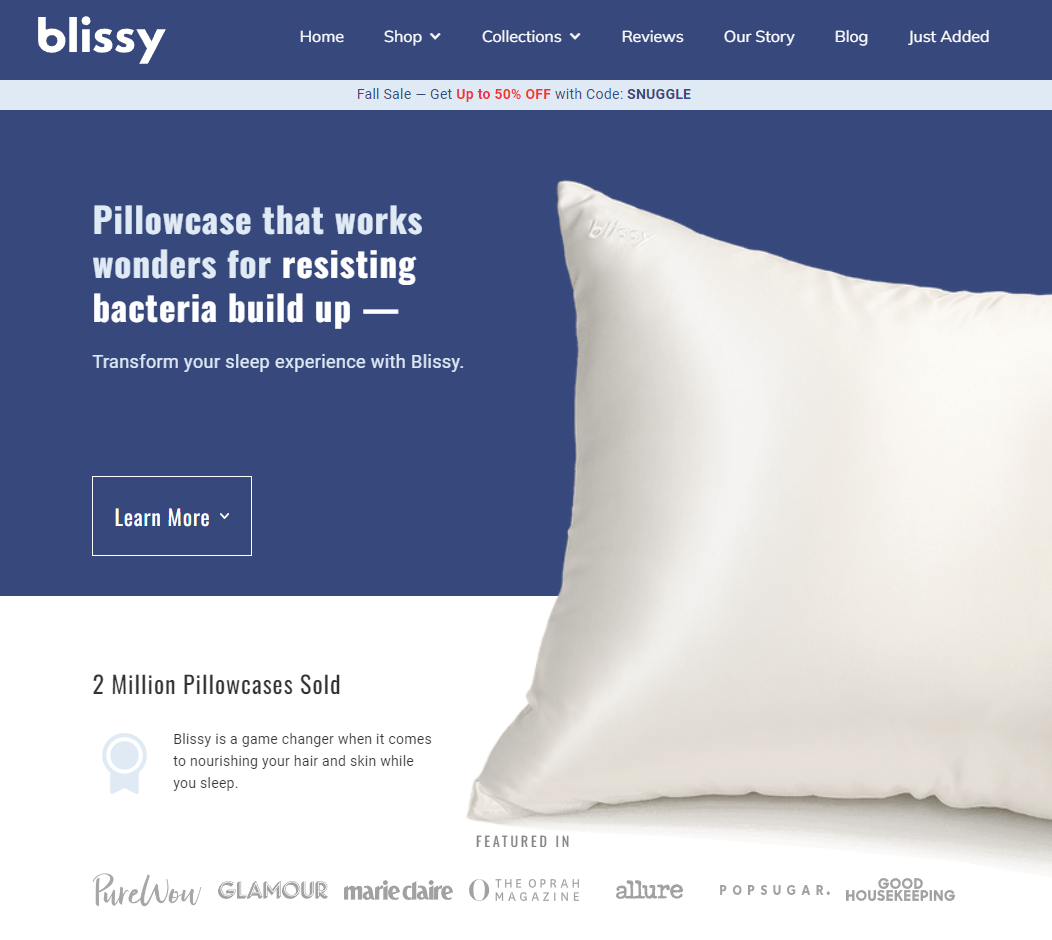 blissy
Home Shop Collections Reviews Our Story Blog Just Added
Fall Sale — Get Up to 50% OFF with Code: SNUGGLE
Pillowcase that works
wonders for resisting
bacteria build up —
Transform your sleep experience with Blissy.
blissy
Learn More
2 Million Pillowcases Sold
Blissy is a game changer when it comes
to nourishing your hair and skin while
you sleep.
FEATURED IN
PureWow GLAMOUR marie claire O THE OPRAH MAGAZINE allure POPSUGAR. GOOD HOUSEKEEPING